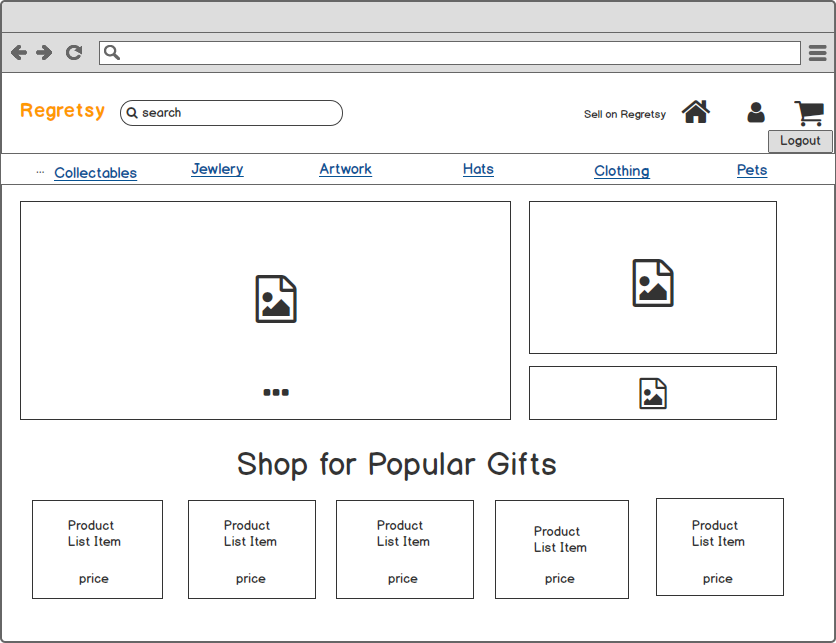 Regretsy
search
Sell on Regretsy
Logout
... Collectables Jewlery Artwork Hats Clothing Pets
Shop for Popular Gifts
Product
List Item
price
Product
List Item
price
Product
List Item
price
Product
List Item
price
Product
List Item
price